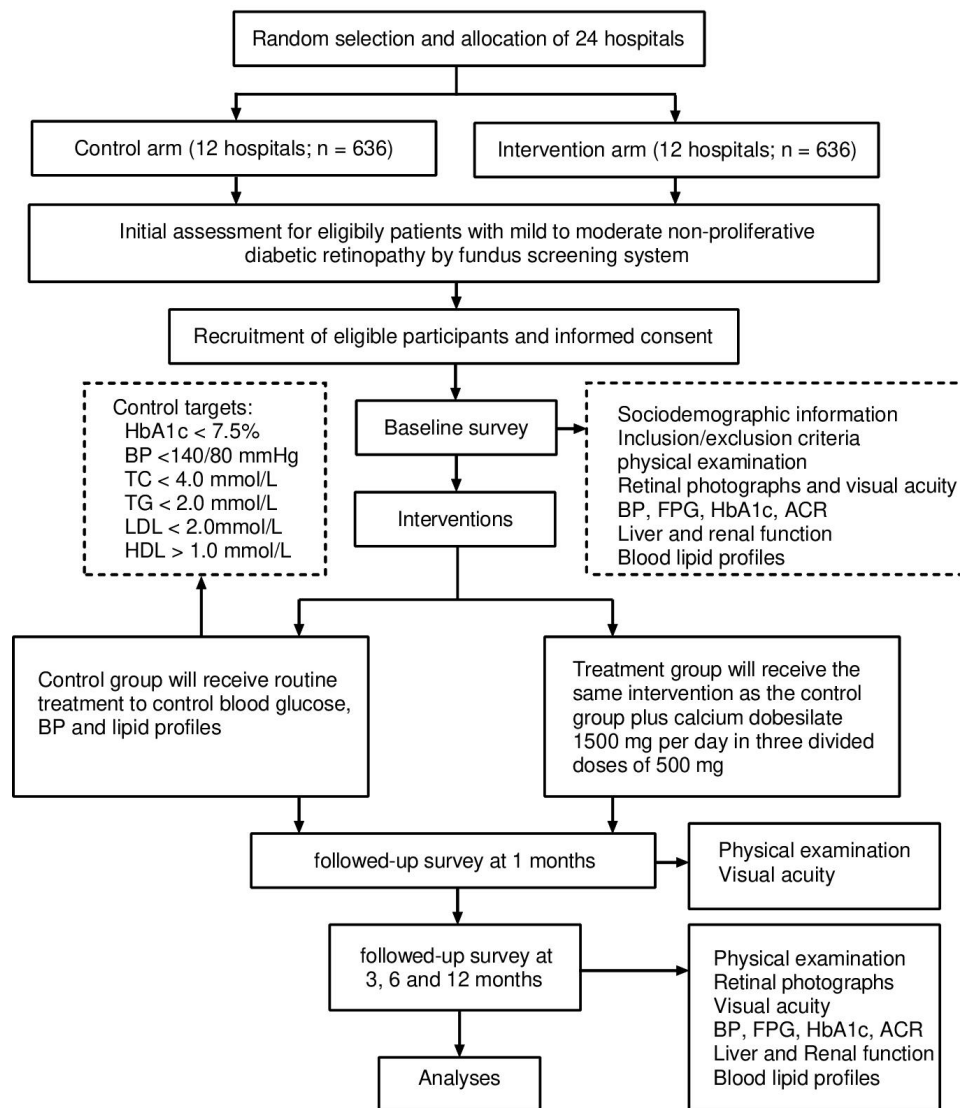 Random selection and allocation of 24 hospitals
Control arm (12 hospitals; n = 636)
Intervention arm (12 hospitals; n = 636)
Initial assessment for eligibily patients with mild to moderate non-proliferative
diabetic retinopathy by fundus screening system
Recruitment of eligible participants and informed consent
Control targets:
HbA1c < 7.5%
BP <140/80 mmHg
TC < 4.0 mmol/L
TG < 2.0 mmol/L
LDL < 2.0mmol/L
HDL > 1.0 mmol/L
Baseline survey
Sociodemographic information
Inclusion/exclusion criteria
physical examination
Retinal photographs and visual acuity
BP, FPG, HbA1c, ACR
Liver and renal function
Blood lipid profiles
Interventions
Control group will receive routine
treatment to control blood glucose,
BP and lipid profiles
Treatment group will receive the
same intervention as the control
group plus calcium dobesilate
1500 mg per day in three divided
doses of 500 mg
followed-up survey at 1 months
Physical examination
Visual acuity
followed-up survey at
3, 6 and 12 months
Physical examination
Retinal photographs
Visual acuity
BP, FPG, HbA1c, ACR
Liver and Renal function
Blood lipid profiles
Analyses